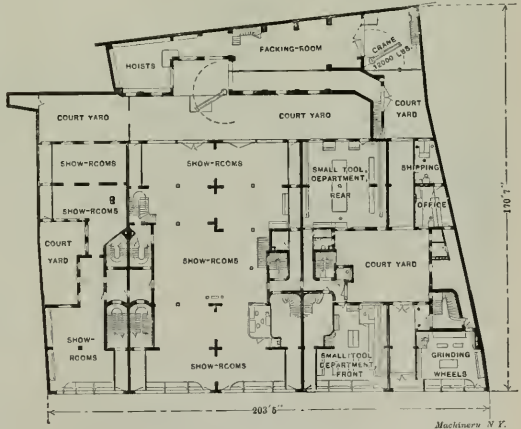 PACKING-ROOM
CRANE
12000 LBS.
HOISTS
COURT YARD
COURT YARD
COURT
YARD
SHOW-ROOMS
SHOW-ROOMS
SMALL TOOL
DEPARTMENT,
REAR
SHIPPING
SHOW-ROOMS
OFFICE
170'7"
COURT
YARD
SHOW-ROOMS
COURT YARD
SHOW-
ROOMS
SHOW-ROOMS
SMALL TOOL
DEPARTMENT,
FRONT
GRINDING
WHEELS
203'5"
Machinery N Y.